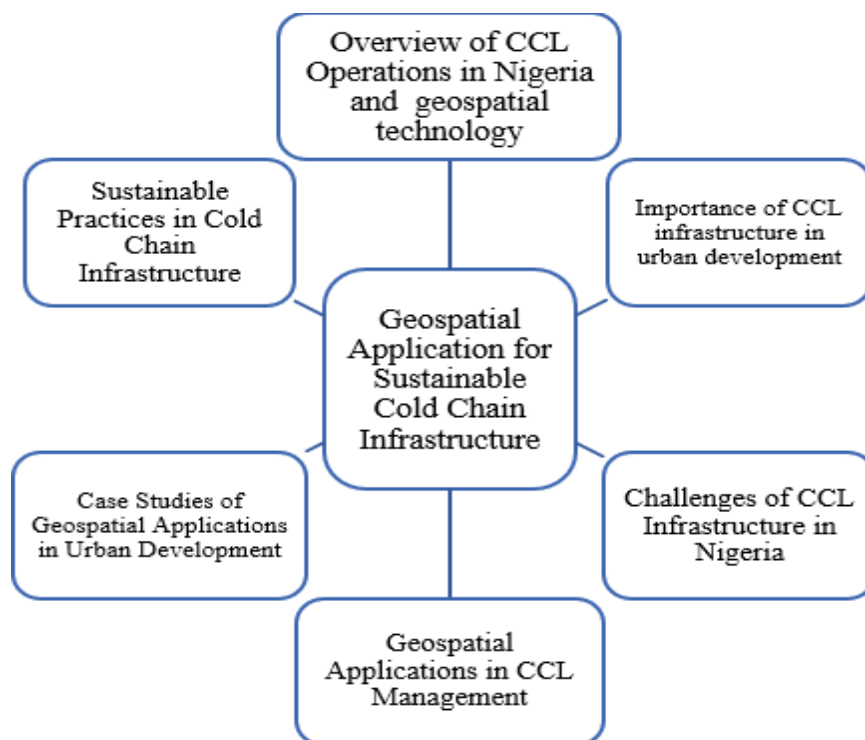 Overview of CCL
Operations in Nigeria
and geospatial
technology
Sustainable
Practices in Cold
Chain
Infrastructure
Importance of CCL
infrastructure in
urban development
Geospatial
Application for
Sustainable
Cold Chain
Infrastructure
Case Studies of
Geospatial Applications
in Urban Development
Challenges of CCL
Infrastructure in
Nigeria
Geospatial
Applications in CCL
Management